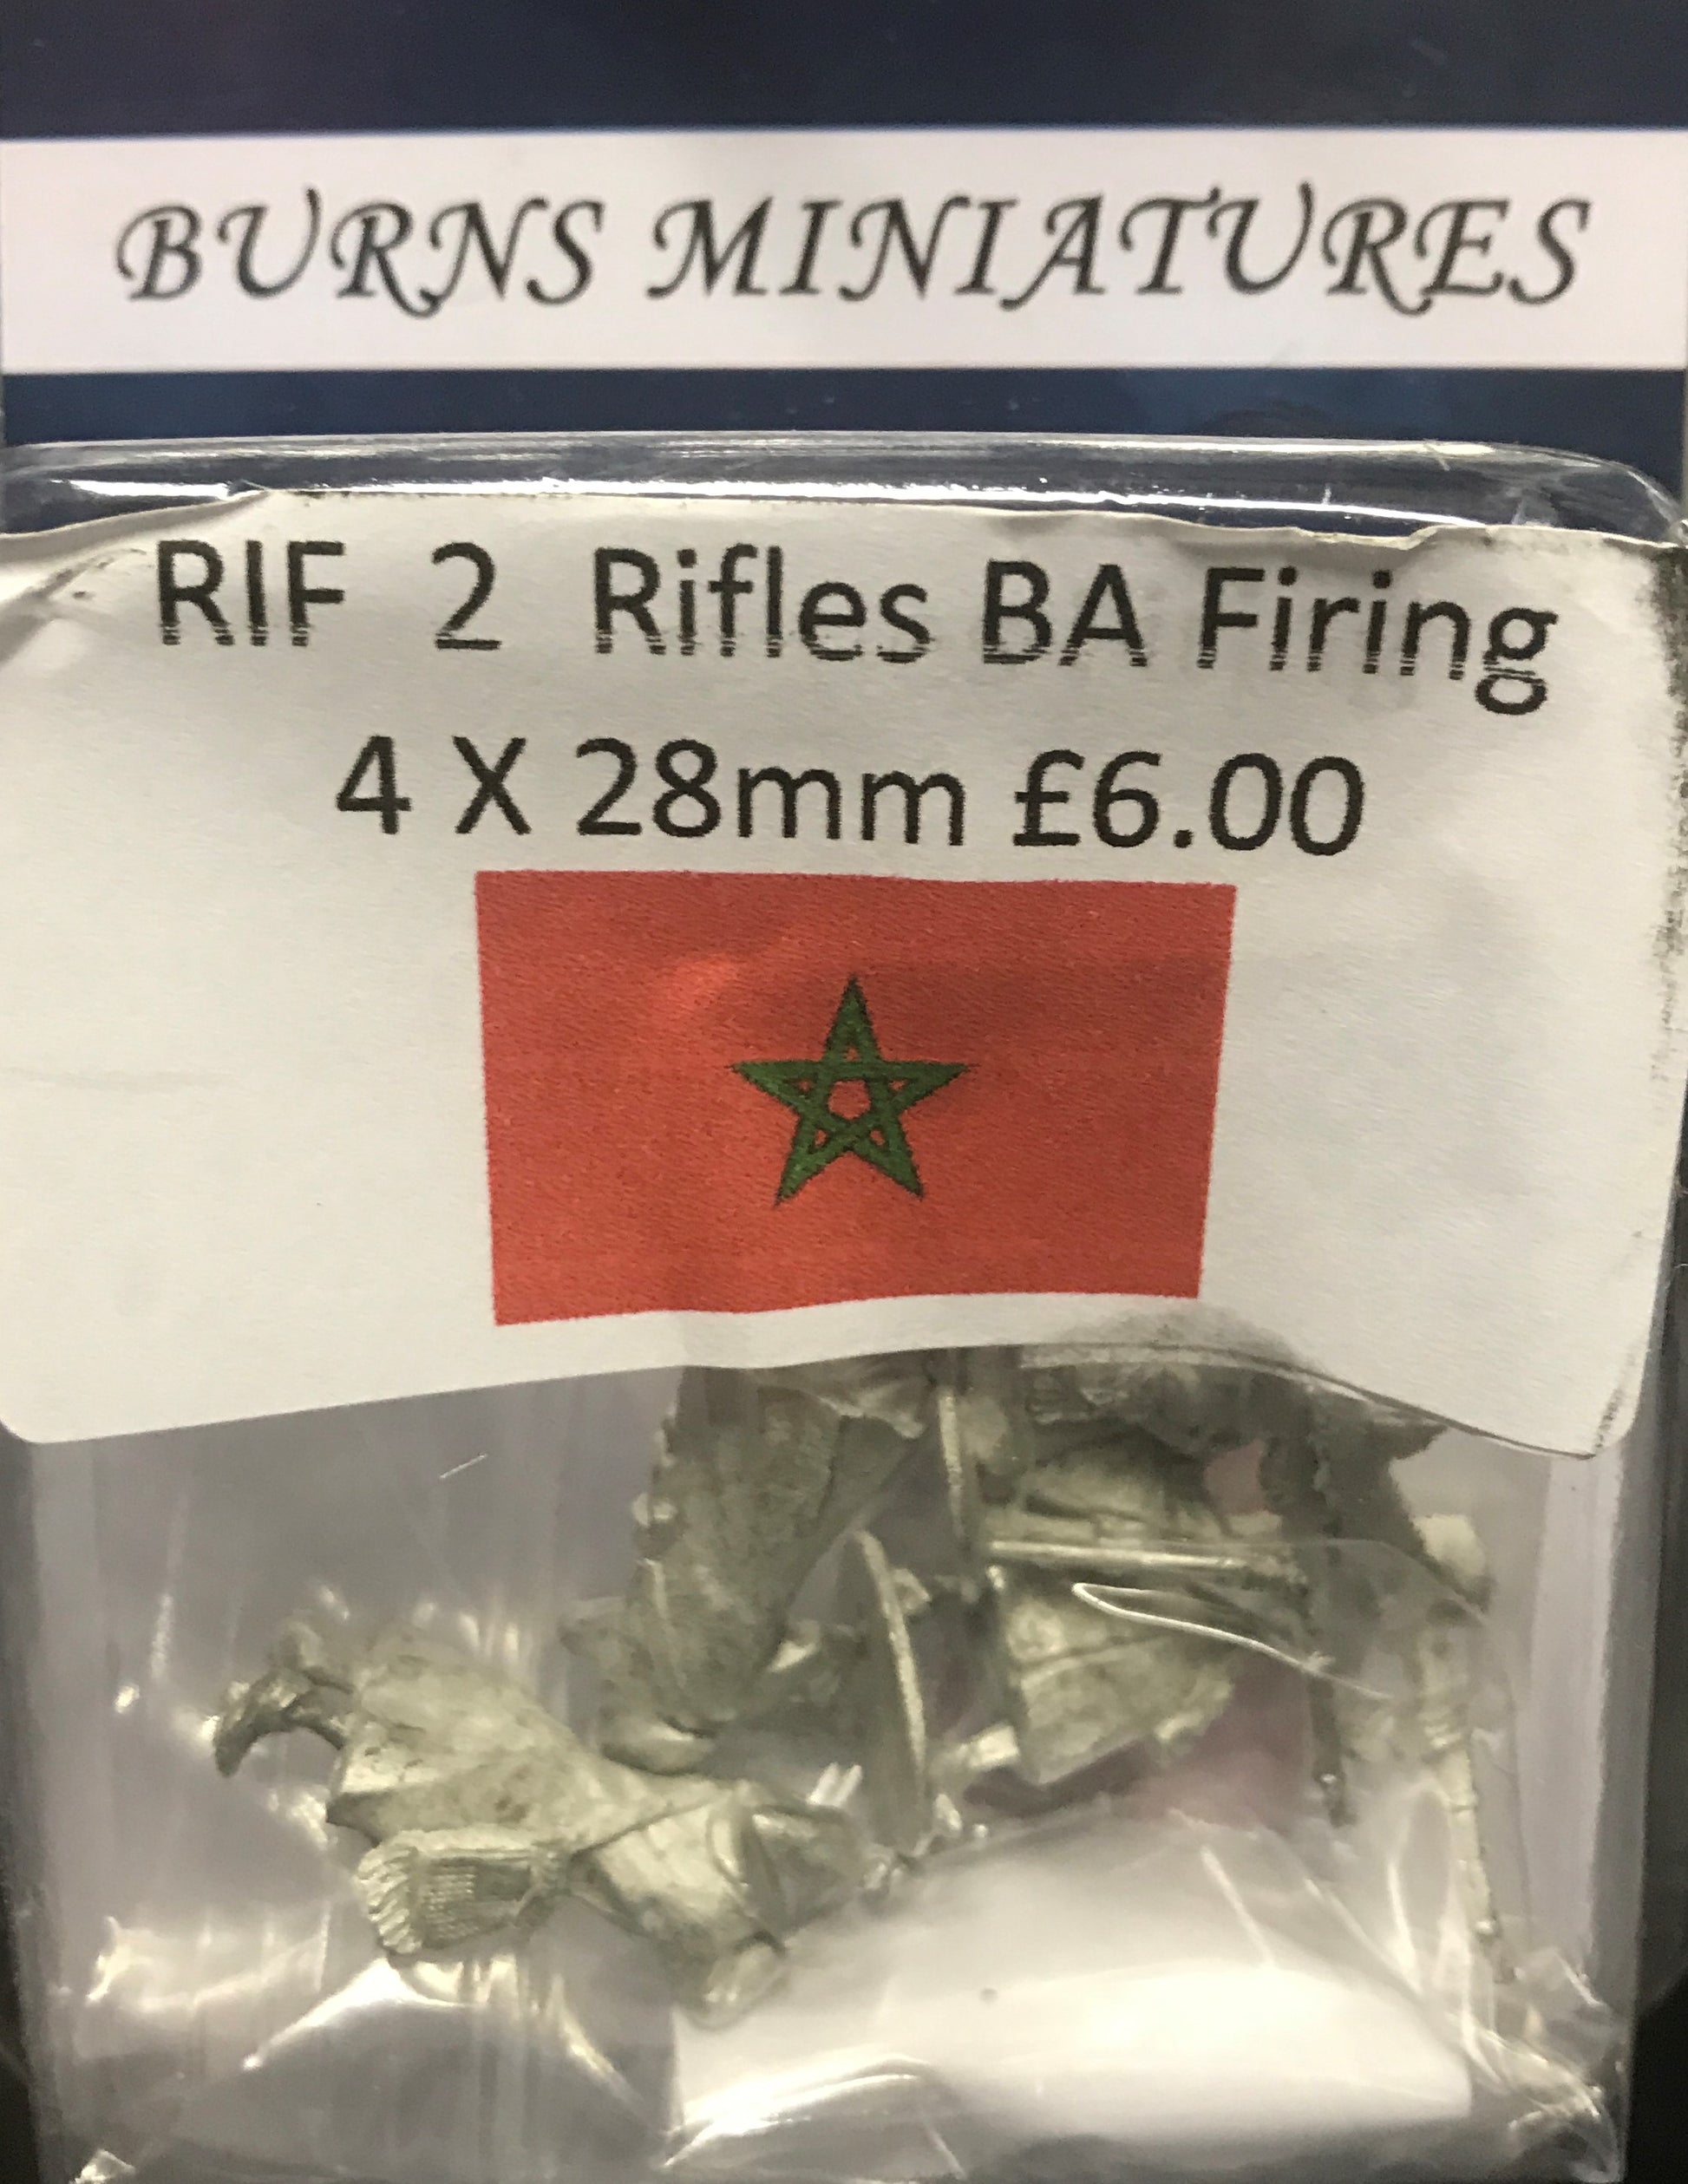 BURNS MINIATURES
RIF 2 Rifles BA Firing
4 X 28mm £6.00